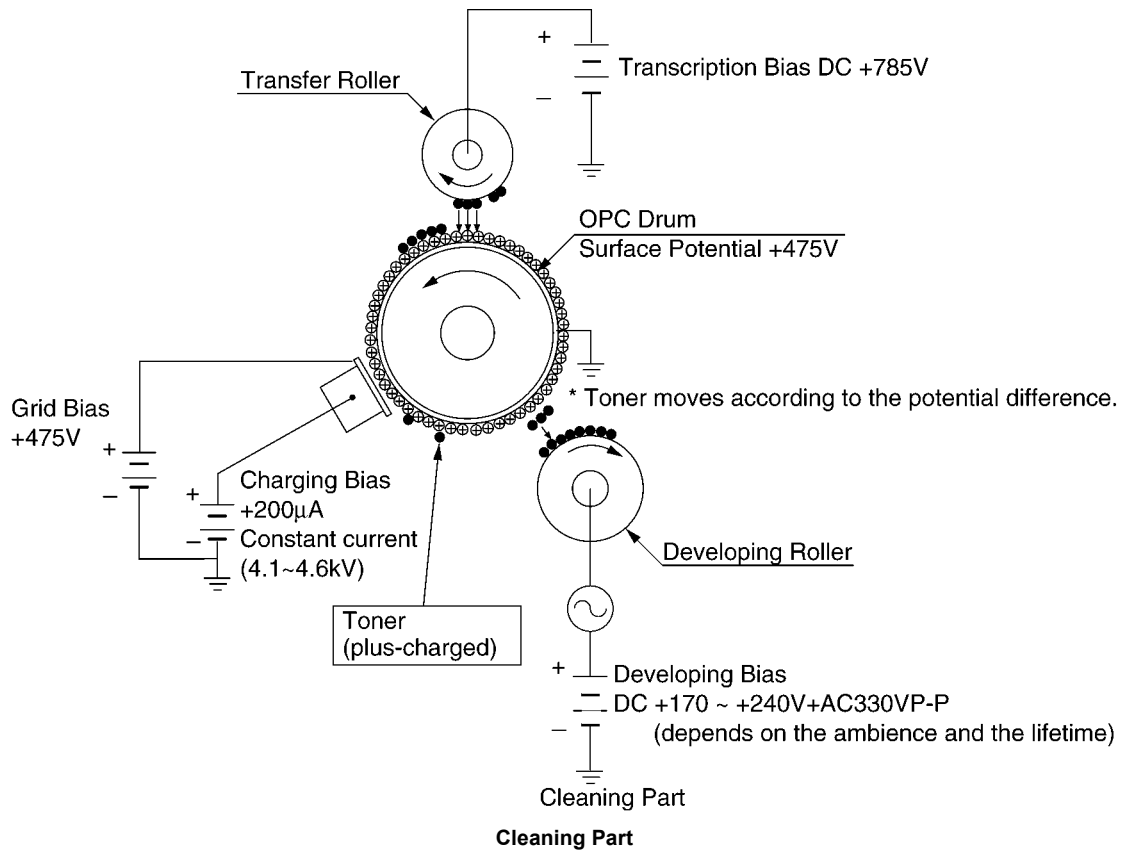 +
Transcription Bias DC +785V
–
Transfer Roller
OPC Drum
Surface Potential +475V
* Toner moves according to the potential difference.
Grid Bias
+475V
+
–
Charging Bias
+
+200μA
– Constant current
(4.1~4.6kV)
Developing Roller
Toner
(plus-charged)
+
Developing Bias
DC +170 ~ +240V+AC330VP-P
–
(depends on the ambience and the lifetime)
Cleaning Part
Cleaning Part